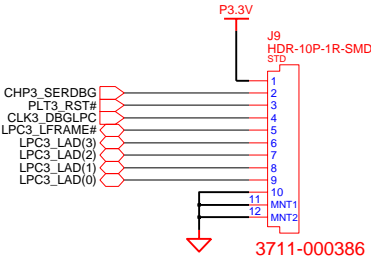 P3.3V
J9
HDR-10P-1R-SMD
STD
1
CHP3_SERDBG 2
PLT3_RST# 3
CLK3_DBGLPC 4
LPC3_LFRAME# 5
LPC3_LAD(3) 6
LPC3_LAD(2) 7
LPC3_LAD(1) 8
LPC3_LAD(0) 9
10
11 MNT1
12 MNT2
3711-000386